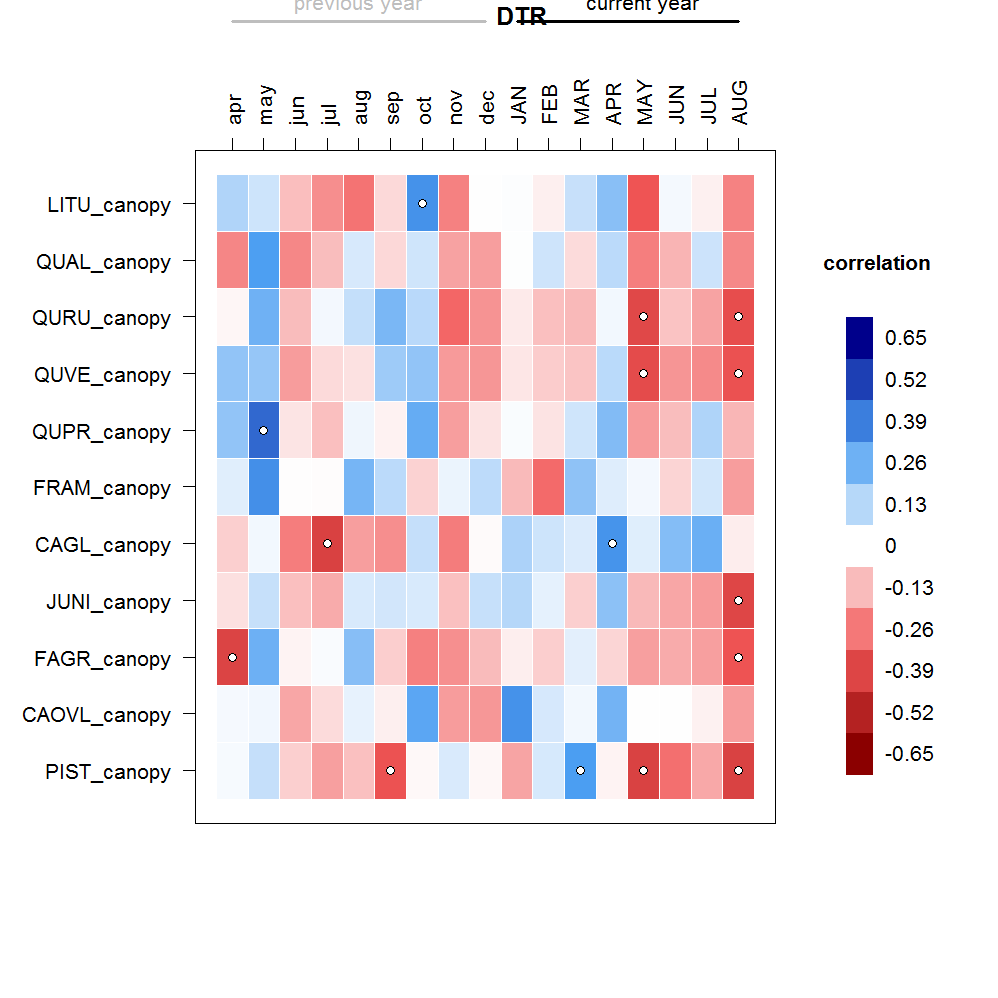 previous year
DTR
current year
apr may jun jul aug sep oct nov dec JAN FEB MAR APR MAY JUN JUL AUG
LITU_canopy
QUAL_canopy
QURU_canopy
QUVE_canopy
QUPR_canopy
FRAM_canopy
CAGL_canopy
JUNI_canopy
FAGR_canopy
CAOVL_canopy
PIST_canopy
correlation
0.65
0.52
0.39
0.26
0.13
0
-0.13
-0.26
-0.39
-0.52
-0.65